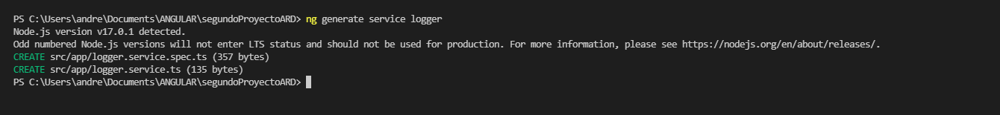 PS C:\Users\andre\Documents\ANGULAR\segundoProyectoARD> ng generate service logger
Node.js version v17.0.1 detected.
Odd numbered Node.js versions will not enter LTS status and should not be used for production. For more information, please see https://nodejs.org/en/about/releases/.
CREATE src/app/logger.service.spec.ts (357 bytes)
CREATE src/app/logger.service.ts (135 bytes)
PS C:\Users\andre\Documents\ANGULAR\segundoProyectoARD>